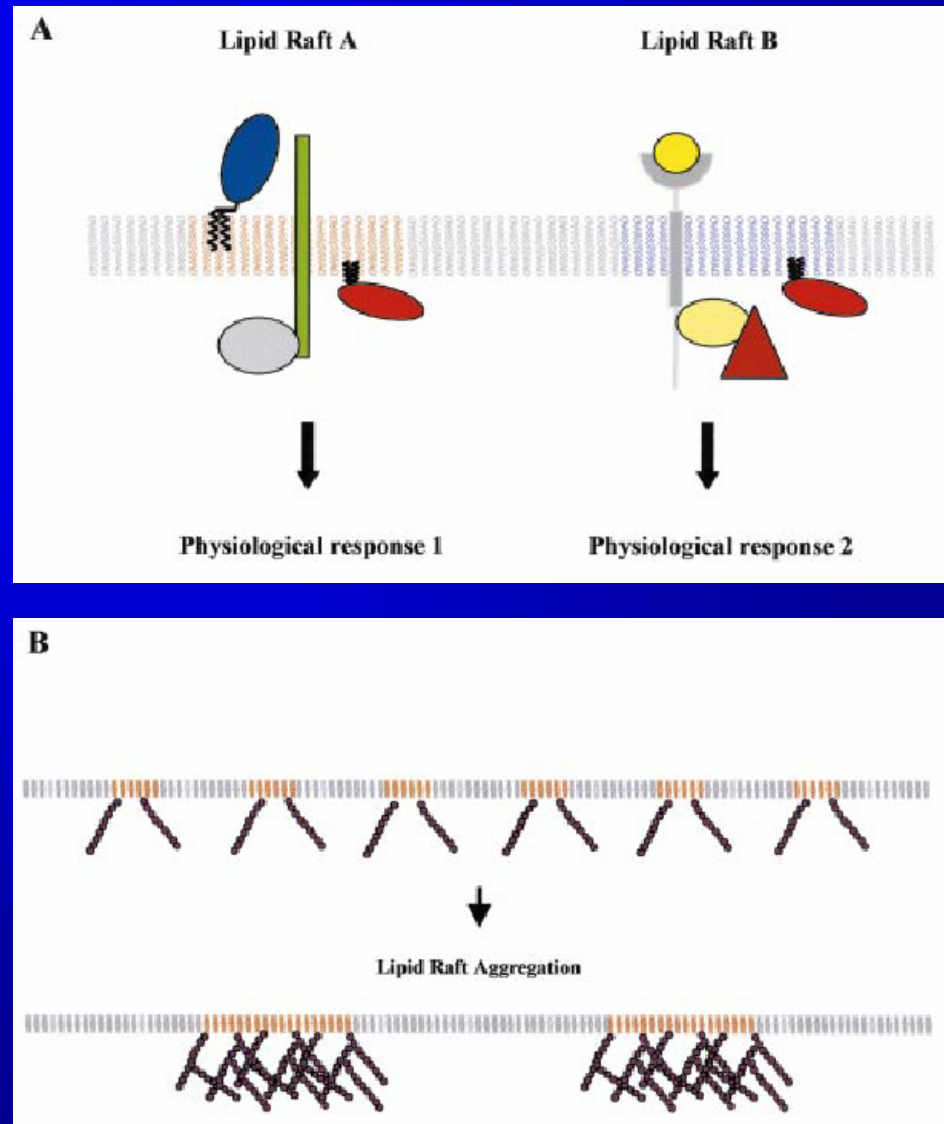 A
Lipid Raft A Lipid Raft B
Physiological response 1 Physiological response 2
B
Lipid Raft Aggregation